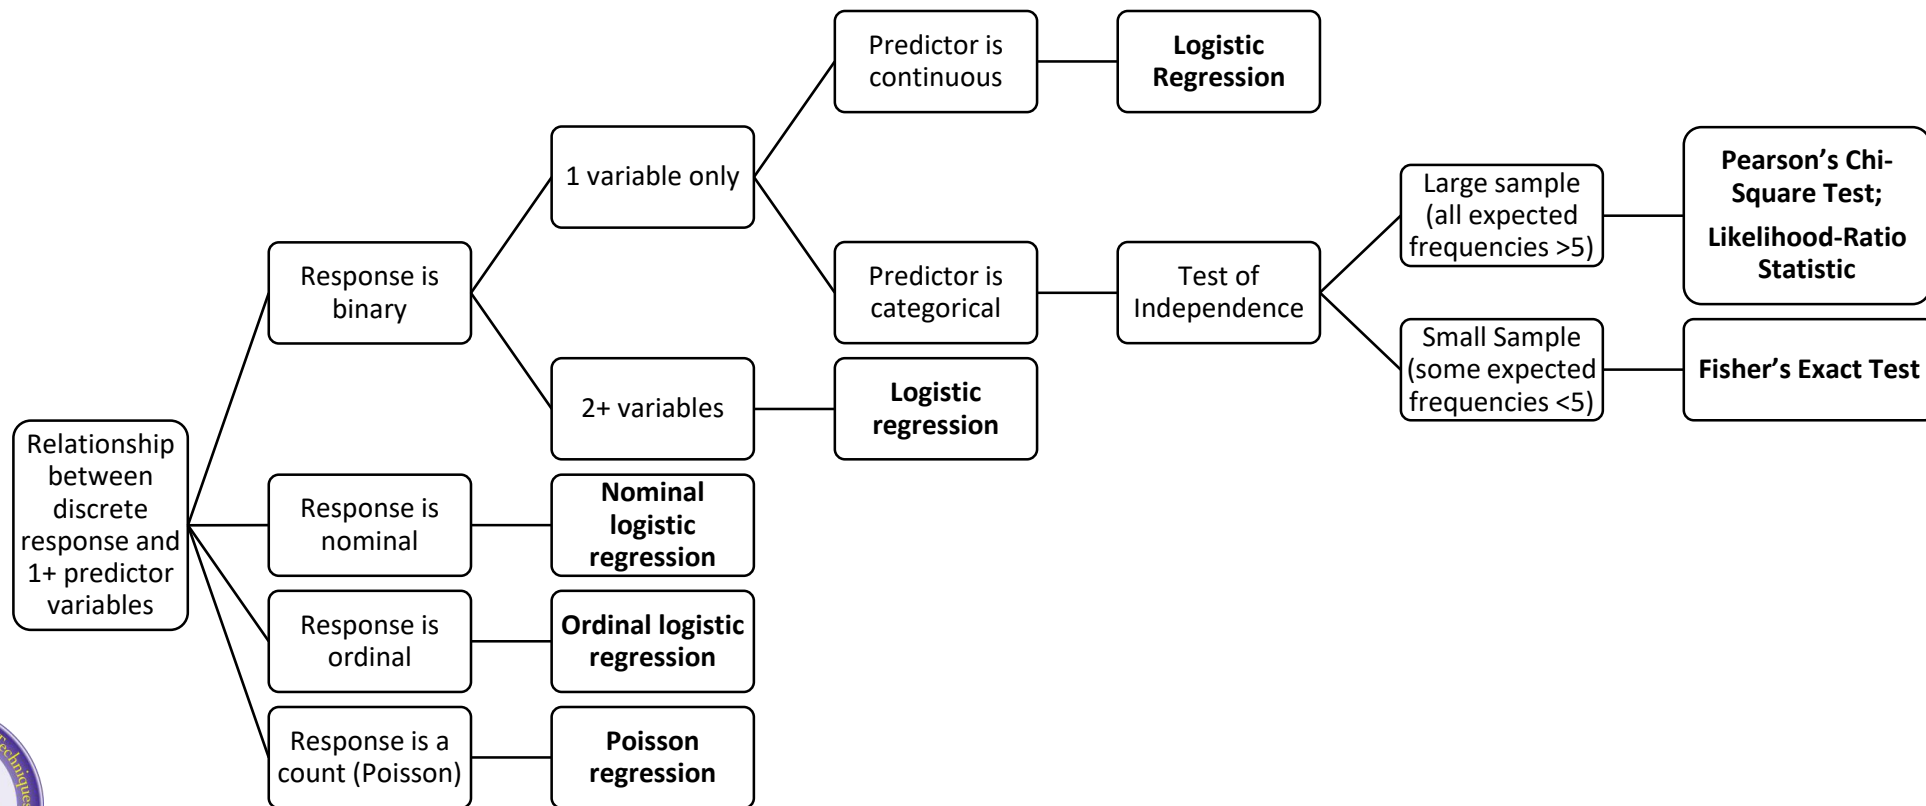 Relationship
between
discrete
response and
1+ predictor
variables
Response is
binary
1 variable only
Predictor is
continuous
Logistic
Regression
Predictor is
categorical
Test of
Independence
Large sample
(all expected
frequencies >5)
Pearson’s Chi-
Square Test;
Likelihood-Ratio
Statistic
Small Sample
(some expected
frequencies <5)
Fisher’s Exact Test
2+ variables
Logistic
regression
Response is
nominal
Nominal
logistic
regression
Response is
ordinal
Ordinal logistic
regression
Response is a
count (Poisson)
Poisson
regression
Techniques